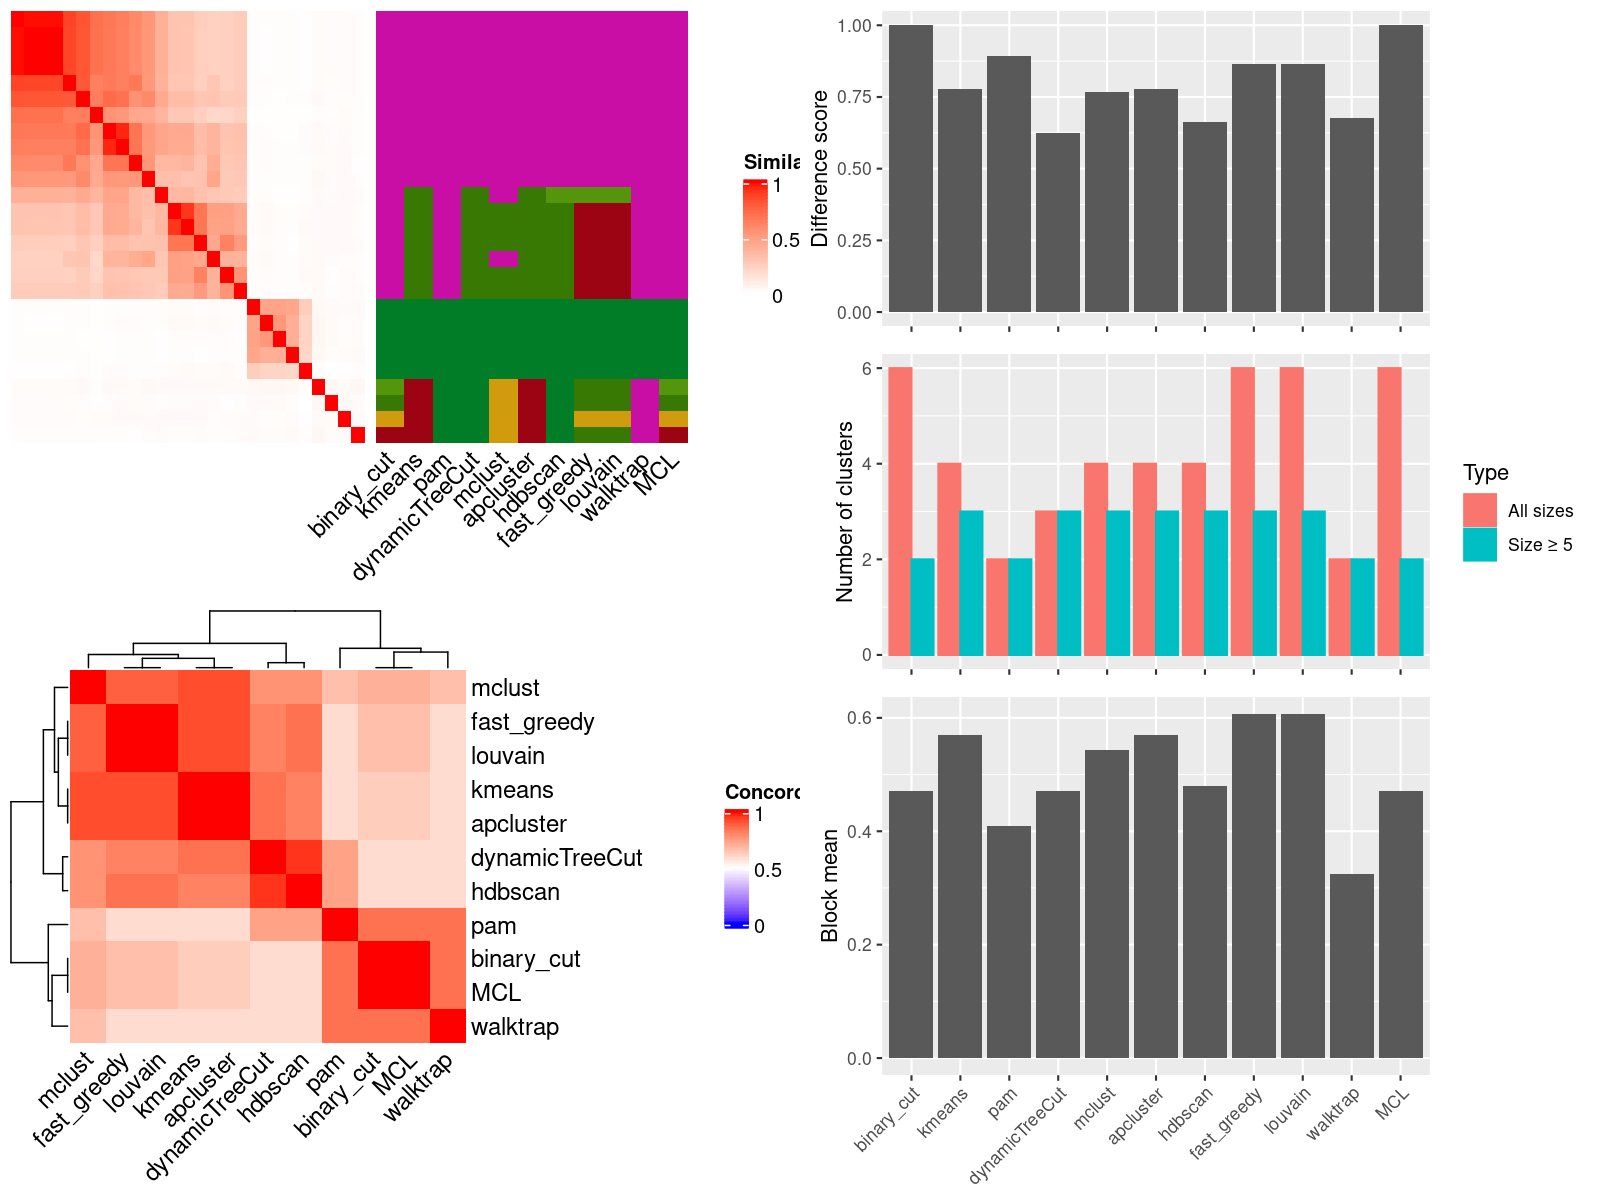 Simila
1
0.5
0
binary_cut
kmeans
pam
dynamicTreeCut
mclust
apcluster
hdbscan
fast_greedy
louvain
walktrap
MCL
mclust
fast_greedy
louvain
kmeans
apcluster
dynamicTreeCut
hdbscan
pam
binary_cut
MCL
walktrap
mclust
fast_greedy
louvain
kmeans
apcluster
dynamicTreeCut
hdbscan
pam
binary_cut
MCL
walktrap
Concord
1
0.5
0
Difference score
1.00
0.75
0.50
0.25
0.00
Number of clusters
6
4
2
0
Type
All sizes
Size ≥ 5
Block mean
0.6
0.4
0.2
0.0
binary_cut
kmeans
pam
dynamicTreeCut
mclust
apcluster
hdbscan
fast_greedy
louvain
walktrap
MCL